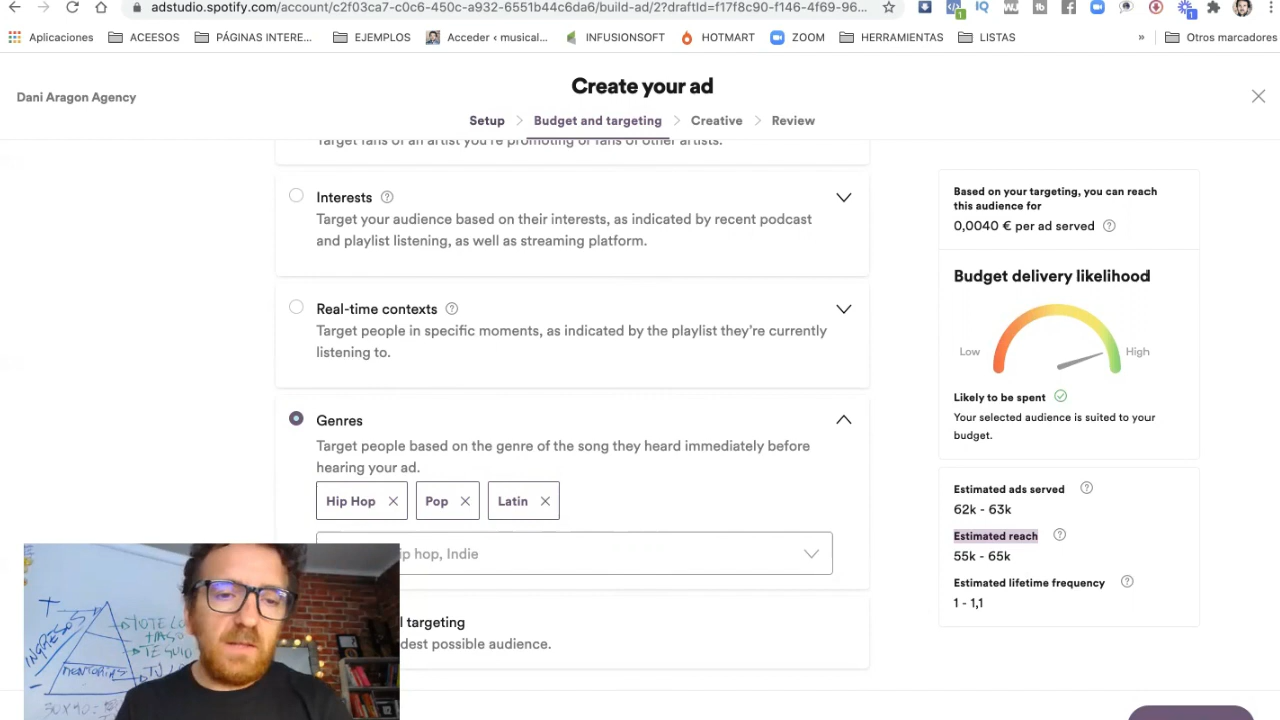 adstudio.spotify.com/account/c2f03ca7-c0c6-450c-a932-6551b44c6da6/build-ad/2?draftId=f17f8c90-f146-4f69-96...
Aplicaciones ACEESOS PÁGINAS INTERE... EJEMPLOS Acceder ‹ musical... INFUSIONSOFT HOTMART ZOOM HERRAMIENTAS LISTAS » Otros marcadores
Create your ad
Dani Aragon Agency
Setup > Budget and targeting > Creative > Review
Target fans of an artist you're promoting or fans of other artists.
Interests
Target your audience based on their interests, as indicated by recent podcast
and playlist listening, as well as streaming platform.
Real-time contexts
Target people in specific moments, as indicated by the playlist they're currently
listening to.
Genres
Target people based on the genre of the song they heard immediately before
hearing your ad.
Hip Hop Pop Latin
ip hop, Indie
l targeting
dest possible audience.
Based on your targeting, you can reach
this audience for
0,0040 € per ad served
Budget delivery likelihood
Low High
Likely to be spent
Your selected audience is suited to your
budget.
Estimated ads served
62k - 63k
Estimated reach
55k - 65k
Estimated lifetime frequency
1 - 1,1
INGRESOS
MENTORING